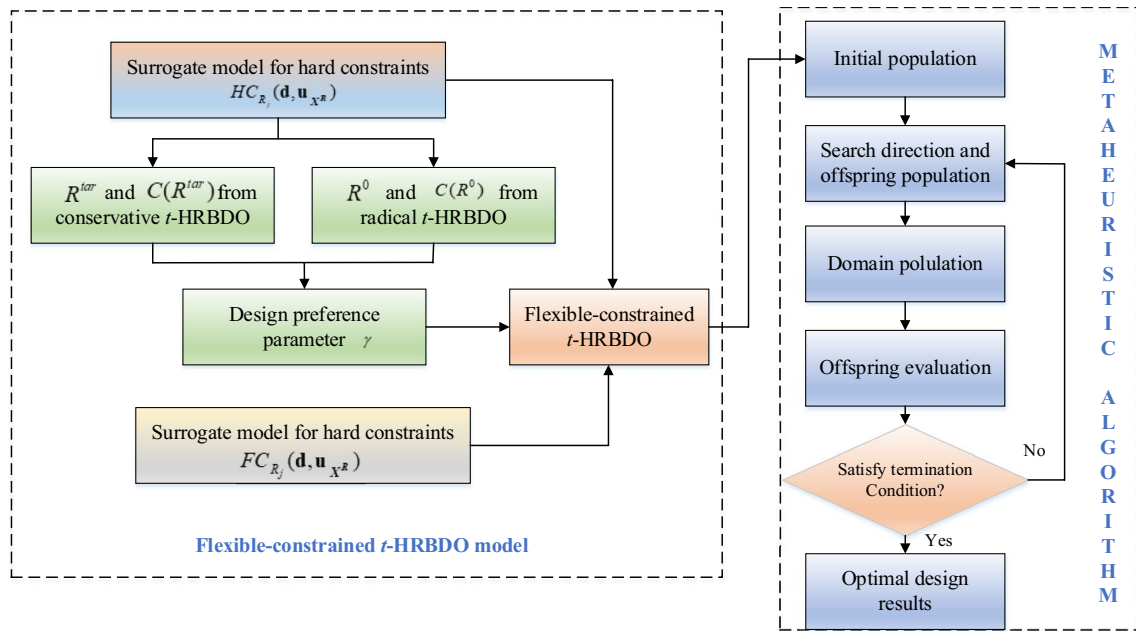 Surrogate model for hard constraints
HC_{R_j}(d, u_{X^R})
R^{tar} and C(R^{tar}) from
conservative t-HRBDO
R^0 and C(R^0) from
radical t-HRBDO
Design preference
parameter γ
Flexible-constrained
t-HRBDO
Surrogate model for hard constraints
FC_{R_j}(d, u_{X^R})
Flexible-constrained t-HRBDO model
Initial population
Search direction and
offspring population
Domain polulation
Offspring evaluation
Satisfy termination
Condition?
No
Yes
Optimal design
results
METAHEURISTIC ALGORITHM